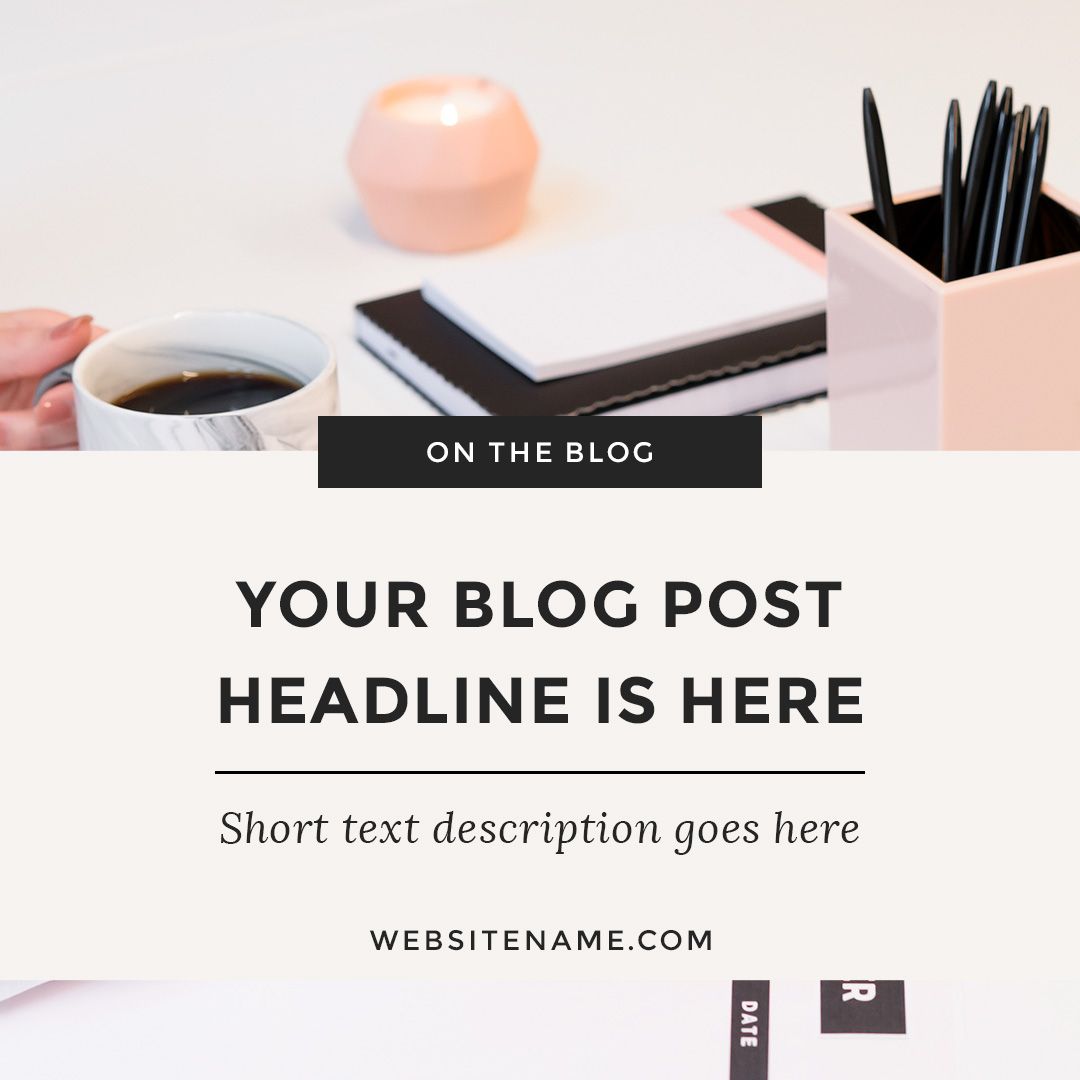 ON THE BLOG
YOUR BLOG POST
HEADLINE IS HERE
Short text description goes here
WEBSITENAME.COM
DATE